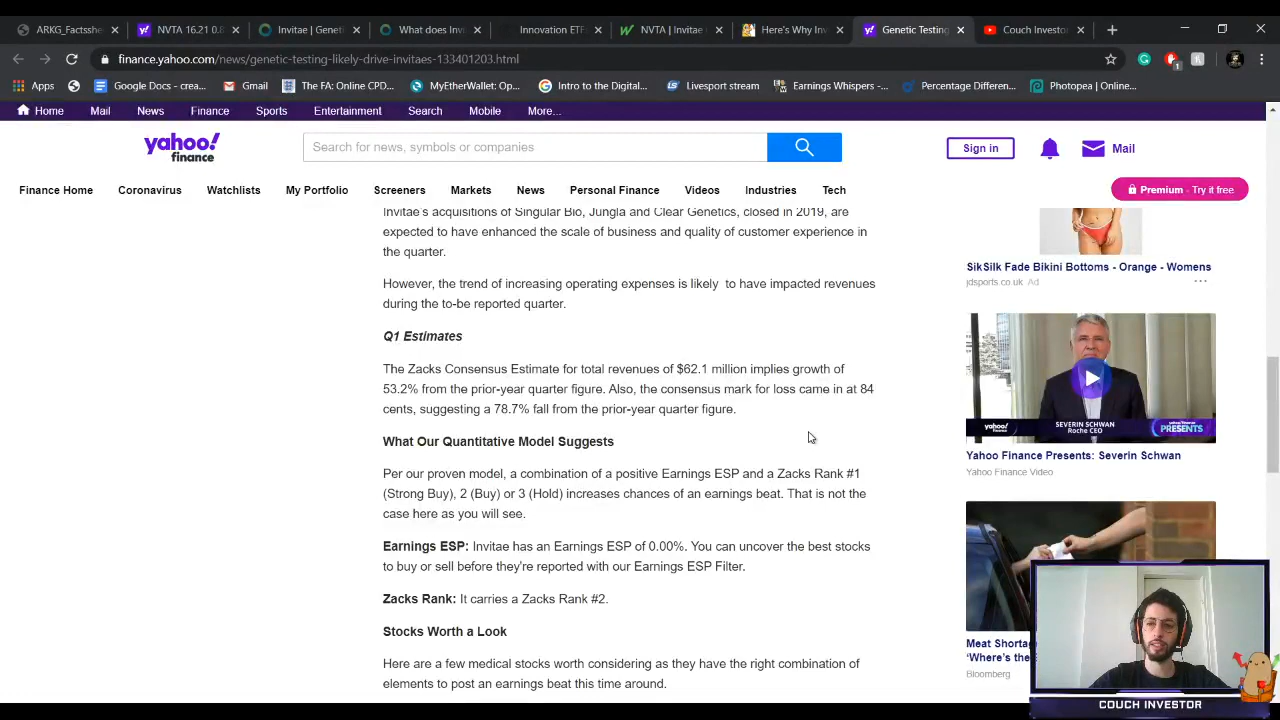 ARKG_Factsshe
NVTA 16.21 0.8
Invitae | Geneti
What does Invi
Innovation ETFs
NVTA | Invitae
Here's Why Inv
Genetic Testing
Couch Investor
finance.yahoo.com/news/genetic-testing-likely-drive-invitaes-133401203.html
Apps
Google Docs - crea...
Gmail
The FA: Online CPD...
MyEtherWallet: Op...
Intro to the Digital...
Livesport stream
Earnings Whispers -...
Percentage Differen...
Photopea | Online...
Home
Mail
News
Finance
Sports
Entertainment
Search
Mobile
More...
yahoo!
finance
Search for news, symbols or companies
Sign in
Mail
Finance Home
Coronavirus
Watchlists
My Portfolio
Screeners
Markets
News
Personal Finance
Videos
Industries
Tech
Premium - Try it free
Invitae's acquisitions of Singular Bio, Jungla and Clear Genetics, closed in 2019, are
expected to have enhanced the scale of business and quality of customer experience in
the quarter.
However, the trend of increasing operating expenses is likely to have impacted revenues
during the to-be reported quarter.
Q1 Estimates
The Zacks Consensus Estimate for total revenues of $62.1 million implies growth of
53.2% from the prior-year quarter figure. Also, the consensus mark for loss came in at 84
cents, suggesting a 78.7% fall from the prior-year quarter figure.
What Our Quantitative Model Suggests
Per our proven model, a combination of a positive Earnings ESP and a Zacks Rank #1
(Strong Buy), 2 (Buy) or 3 (Hold) increases chances of an earnings beat. That is not the
case here as you will see.
Earnings ESP: Invitae has an Earnings ESP of 0.00%. You can uncover the best stocks
to buy or sell before they're reported with our Earnings ESP Filter.
Zacks Rank: It carries a Zacks Rank #2.
Stocks Worth a Look
Here are a few medical stocks worth considering as they have the right combination of
elements to post an earnings beat this time around.
SikSilk Fade Bikini Bottoms - Orange - Womens
jdsports.co.uk Ad
yahoo!
finance
SEVERIN SCHWAN
Roche CEO
yahoo!
finance
PRESENTS
Yahoo Finance Presents: Severin Schwan
Yahoo Finance Video
Meat Shortag
'Where's the
Bloomberg
COUCH INVESTOR